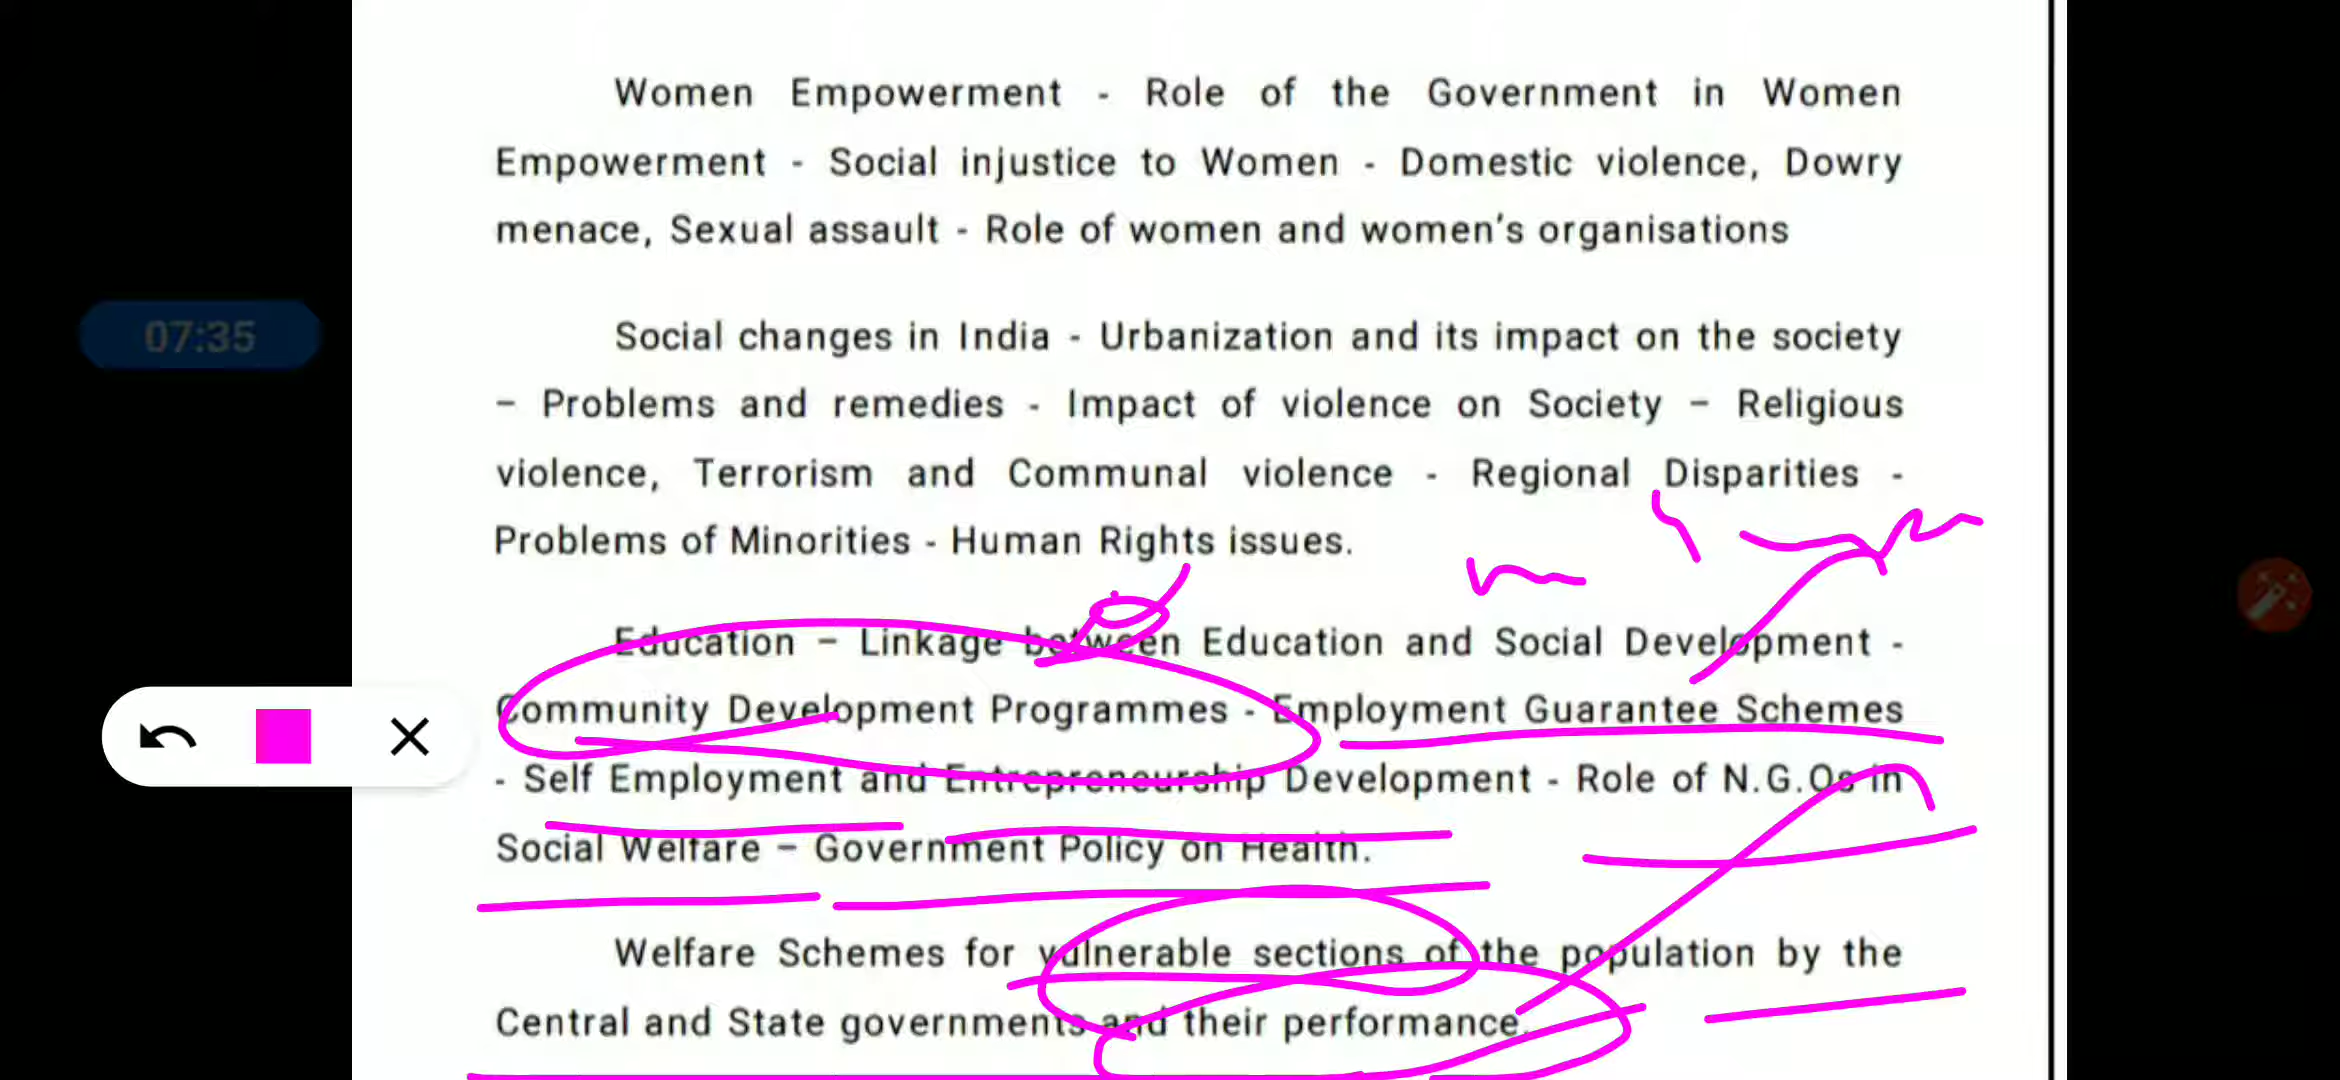 Women Empowerment - Role of the Government in Women
Empowerment - Social injustice to Women - Domestic violence, Dowry
menace, Sexual assault - Role of women and women's organisations
Social changes in India - Urbanization and its impact on the society
– Problems and remedies - Impact of violence on Society – Religious
violence, Terrorism and Communal violence - Regional Disparities -
Problems of Minorities - Human Rights issues.
07:35
Education – Linkage between Education and Social Development -
Community Development Programmes - Employment Guarantee Schemes
- Self Employment and Entrepreneurship Development - Role of N.G.Os in
Social Welfare – Government Policy on Health.
Welfare Schemes for vulnerable sections of the population by the
Central and State governments and their performance.